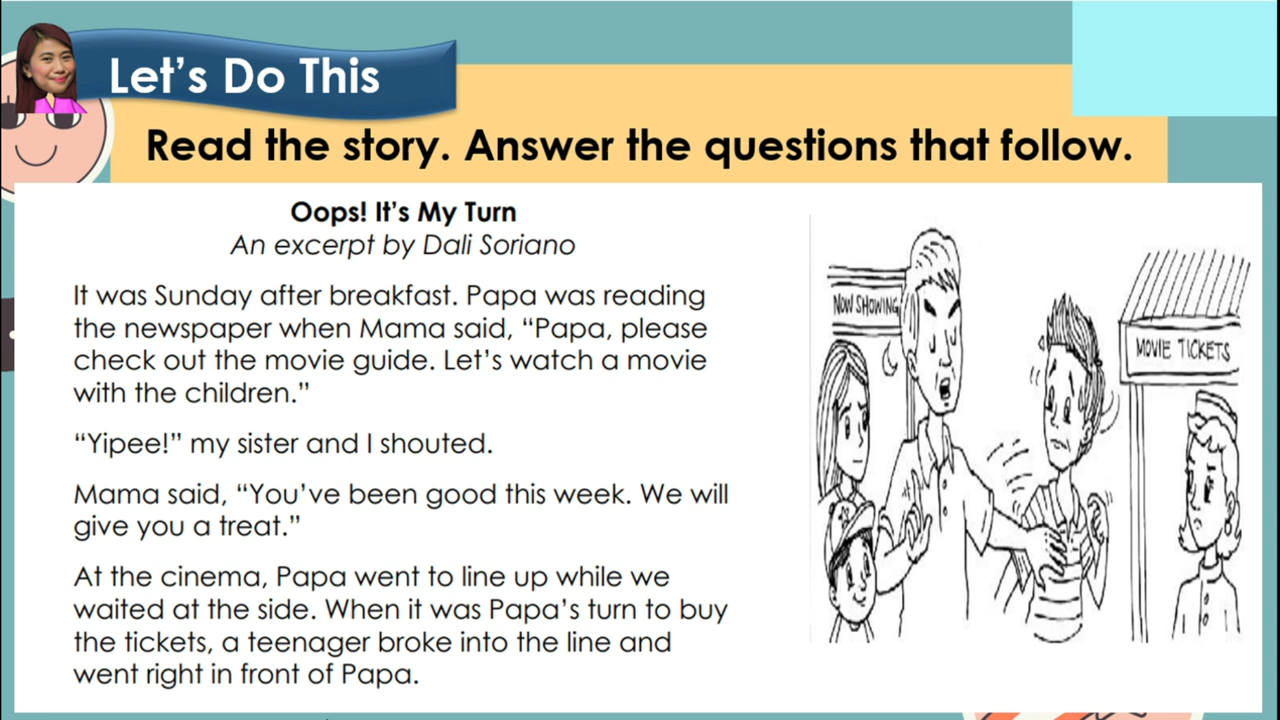 Let's Do This
Read the story. Answer the questions that follow.
Oops! It's My Turn
An excerpt by Dali Soriano
It was Sunday after breakfast. Papa was reading
the newspaper when Mama said, “Papa, please
check out the movie guide. Let's watch a movie
with the children.”
“Yipee!” my sister and I shouted.
Mama said, “You've been good this week. We will
give you a treat.”
At the cinema, Papa went to line up while we
waited at the side. When it was Papa's turn to buy
the tickets, a teenager broke into the line and
went right in front of Papa.
NOW SHOWING
MOVIE TICKETS